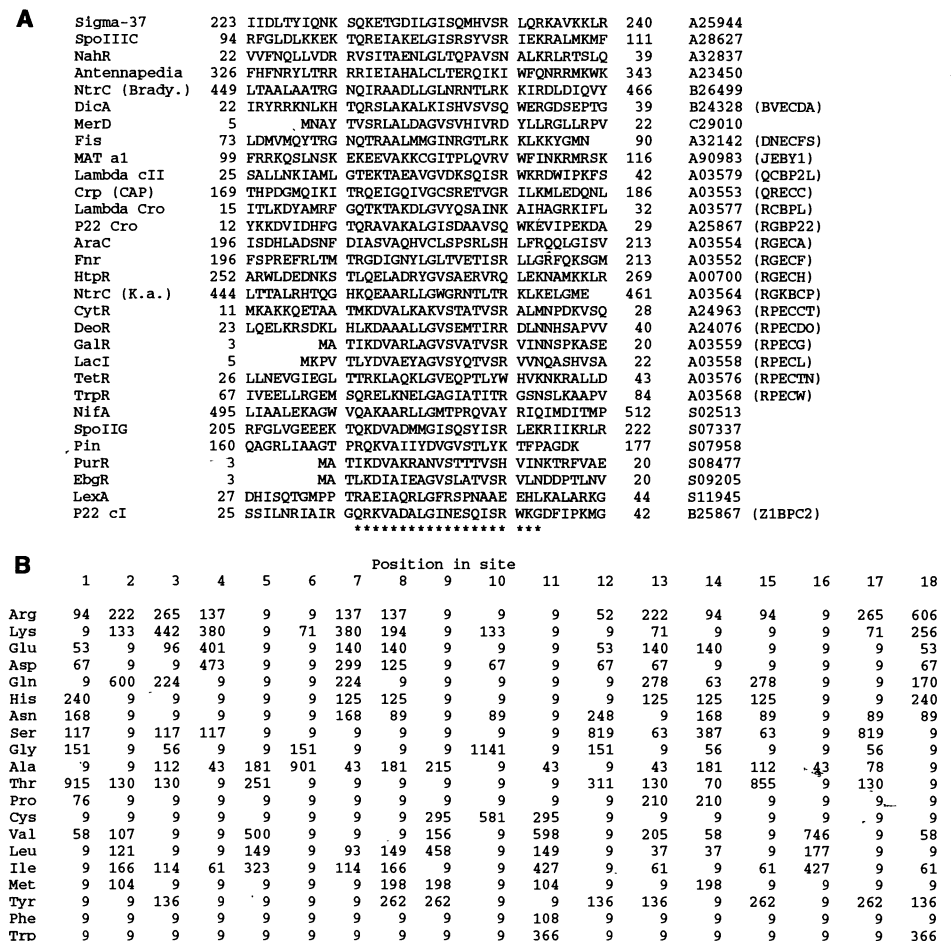 A
Sigma-37 223 IIDLTYIQNK SQKETGDILGISQMHVSR LQRKAVKKLR 240 A25944
SpoIIIC 94 RFGLDLKKEK TQREIAKELGISRSYVSR IEKRALMKMF 111 A28627
NahR 22 VVFNQLLVDR RVSITAENLGLTQPAVSN ALKRLRTSLQ 39 A32837
Antennapedia 326 FHFNRYLTRR RRIEIAHALCLTERQIKI WFQNRRMKWK 343 A23450
NtrC (Brady.) 449 LTAALAATRG NQIRAADLLGLNRNTLRK KIRDLDIQVY 466 B26499
DicA 22 IRYRRKNLKH TQRSLAKALKISHVSVSQ WERGDSEPTG 39 B24328 (BVECDA)
MerD 5 MNAY TVSRLALDAGVSVHIVRD YLLRGLLRPV 22 C29010
Fis 73 LDMVMQYTRG NQTRAALMMGINRGTLRK KLKKYGMN 90 A32142 (DNECFS)
MAT a1 99 FRRKQSLNSK EKEEVAKKCGITPLQVRV WFINKRMRSK 116 A90983 (JEBY1)
Lambda cII 25 SALLNKIAML GTEKTAEAVGVDKSQISR WKRDWIPKFS 42 A03579 (QCBP2L)
Crp (CAP) 169 THPDGMQIKI TRQEIGQIVGCSRETVGR ILKMLEDQNL 186 A03553 (QRECC)
Lambda Cro 15 ITLKDYAMRF GQTKTAKDLGVYQSAINK AIHAGRKIFL 32 A03577 (RCBPL)
P22 Cro 12 YKKDVIDHFG TQRAVAKALGISDAAVSQ WKEVIPEKDA 29 A25867 (RGBP22)
AraC 196 ISDHLADSNF DIASVAQHVCLSPSRLSH LFRQQLGISV 213 A03554 (RGECA)
Fnr 196 FSPREFRLTM TRGDIGNYLGLTVETISR LLGRFQKSGM 213 A03552 (RGECF)
HtpR 252 ARWLDEDNKS TLQELADRYGVSAERVRQ LEKNAMKKLR 269 A00700 (RGECH)
NtrC (K.a.) 444 LTTALRHTQG HKQEAARLLGWGRNTLTR KLKELGME 461 A03564 (RGKBCP)
CytR 11 MKAKKQETAA TMKDVALKAKVSTATVSR ALMNPDKVSQ 28 A24963 (RPECCT)
DeoR 23 LQELKRSDKL HLKDAAALLGVSEMTIRR DLNNHSAPVV 40 A24076 (RPECDO)
GalR 3 MA TIKDVARLAGVSVATVSR VINNSPKASE 20 A03559 (RPECG)
LacI 5 MKPV TLYDVAEYAGVSYQTVSR VVNQASHVSA 22 A03558 (RPECL)
TetR 26 LLNEVGIEGL TTRKLAQKLGVEQPTLYW HVKNKRALLD 43 A03576 (RPECTN)
TrpR 67 IVEELLRGEM SQRELKNELGAGIATITR GSNSLKAAPV 84 A03568 (RPECW)
NifA 495 LIAALEKAGW VQAKAARLLGMTPRQVAY RIQIMDITMP 512 S02513
SpoIIG 205 RFGLVGEEEK TQKDVADMMGISQSYISR LEKRIIKRLR 222 S07337
Pin 160 QAGRLIAAGT PRQKVAIIYDVGVSTLYK TFPAGDK 177 S07958
PurR 3 MA TIKDVAKRANVSTTTVSH VINKTRFVAE 20 S08477
EbgR 3 MA TLKDIAIEAGVSLATVSR VLNDDPTLNV 20 S09205
LexA 27 DHISQTGMPP TRAEIAQRLGFRSPNAAE EHLKALARKG 44 S11945
P22 cI 25 SSILNRIAIR GQRKVADALGINESQISR WKGDFIPKMG 42 B25867 (Z1BPC2)
****************** ***
B
Position in site
1 2 3 4 5 6 7 8 9 10 11 12 13 14 15 16 17 18
Arg 94 222 265 137 9 9 137 137 9 9 9 52 222 94 94 9 265 606
Lys 9 133 442 380 9 71 380 194 9 133 9 9 71 9 9 9 71 256
Glu 53 9 96 401 9 9 140 140 9 9 9 53 140 140 9 9 9 53
Asp 67 9 9 473 9 9 299 125 9 67 9 67 67 9 9 9 9 67
Gln 9 600 224 9 9 9 224 9 9 9 9 9 278 63 278 9 9 170
His 240 9 9 9 9 9 125 125 9 9 9 9 125 125 125 9 9 240
Asn 168 9 9 9 9 9 168 89 9 89 9 248 9 168 89 9 89 89
Ser 117 9 117 117 9 9 9 9 9 9 9 819 63 387 63 9 819 9
Gly 151 9 56 9 9 151 9 9 9 1141 9 151 9 56 9 9 56 9
Ala 9 9 112 43 181 901 43 181 215 9 43 9 43 181 112 43 78 9
Thr 915 130 130 9 251 9 9 9 9 9 9 311 130 70 855 9 130 9
Pro 76 9 9 9 9 9 9 9 9 9 9 9 210 210 9 9 9 9
Cys 9 9 9 9 9 9 9 9 295 581 295 9 9 9 9 9 9 9
Val 58 107 9 9 500 9 9 9 156 9 598 9 205 58 9 746 9 58
Leu 9 121 9 9 149 9 93 149 458 9 149 9 37 37 9 177 9 9
Ile 9 166 114 61 323 9 114 166 9 9 427 9 61 9 61 427 9 61
Met 9 104 9 9 9 9 9 198 198 9 104 9 9 198 9 9 9 9
Tyr 9 9 136 9 9 9 9 262 262 9 9 136 136 9 262 9 262 136
Phe 9 9 9 9 9 9 9 9 9 9 108 9 9 9 9 9 9 9
Trp 9 9 9 9 9 9 9 9 9 9 366 9 9 9 9 9 9 366